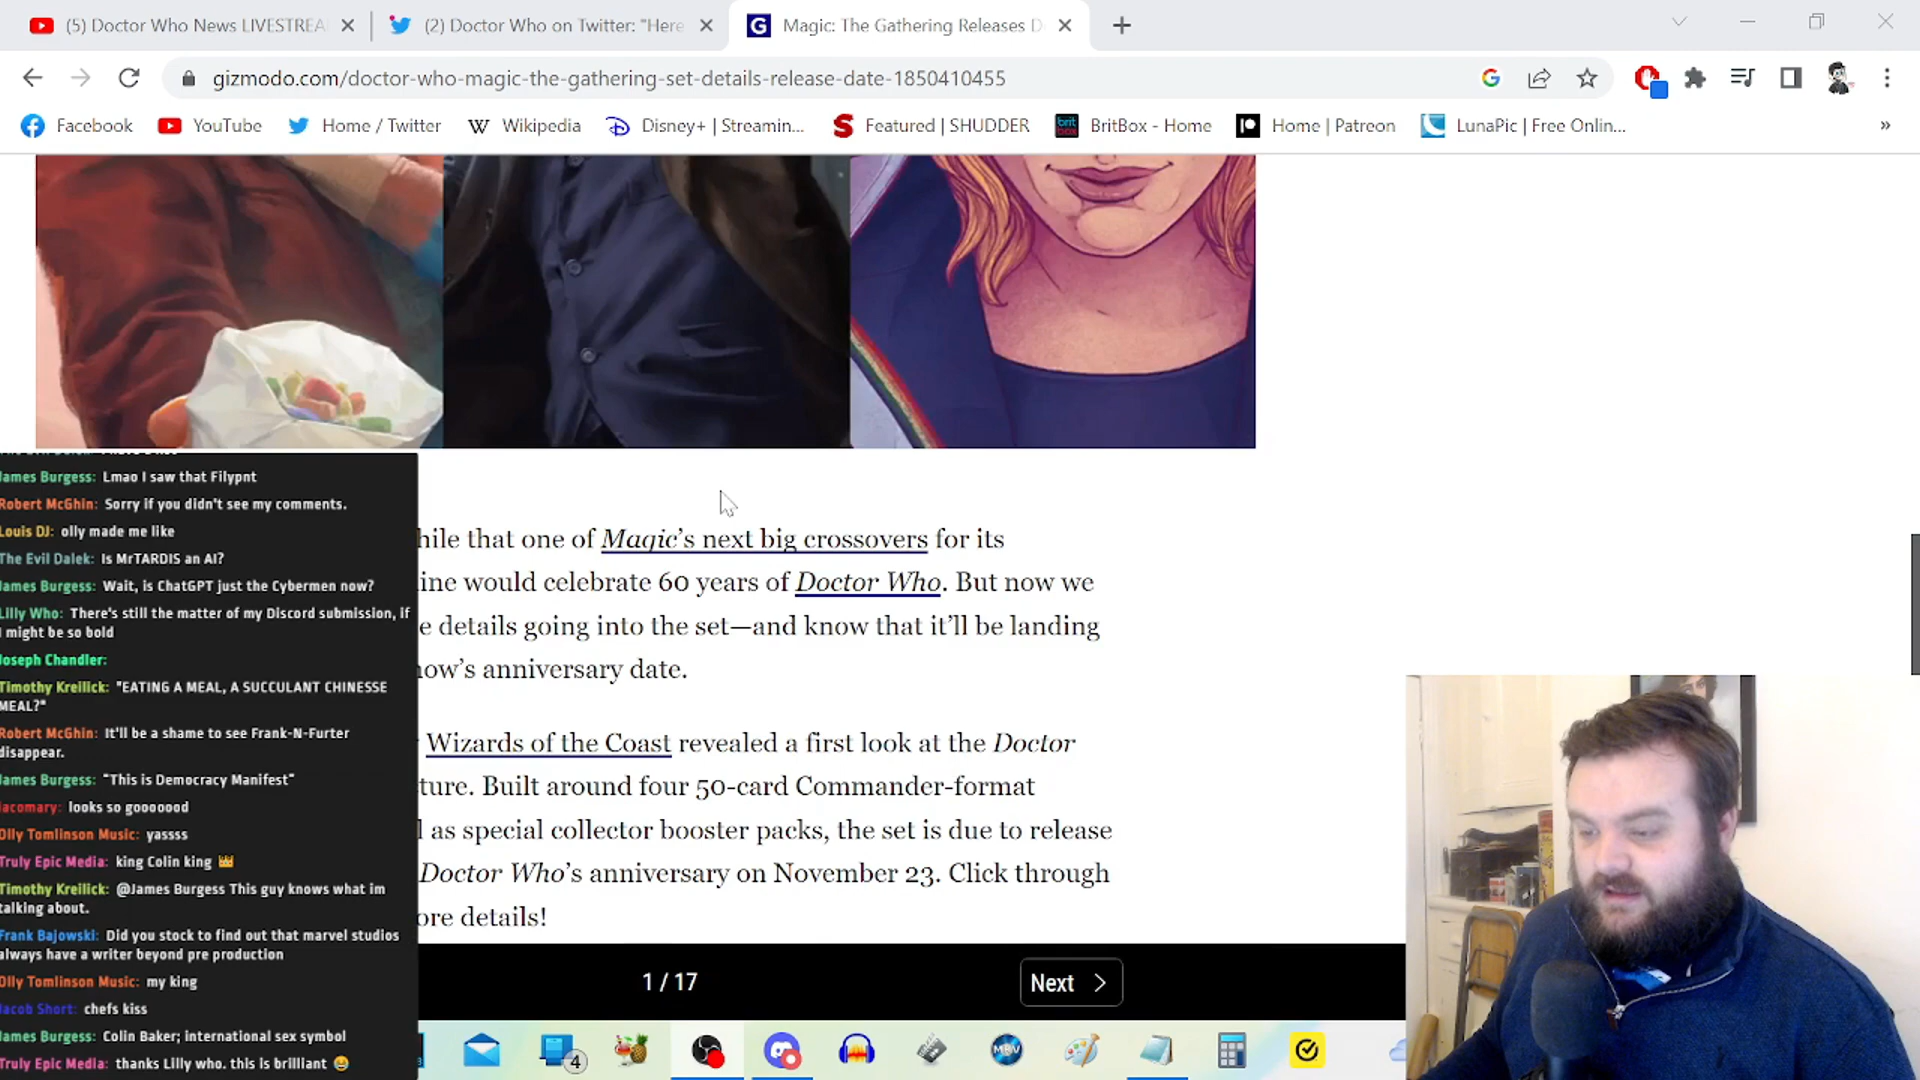 (5) Doctor Who News LIVESTREA
(2) Doctor Who on Twitter: "Here
Magic: The Gathering Releases D
gizmodo.com/doctor-who-magic-the-gathering-set-details-release-date-1850410455
Facebook
YouTube
Home / Twitter
Wikipedia
Disney+ | Streamin...
Featured | SHUDDER
BritBox - Home
Home | Patreon
LunaPic | Free Onlin...
»
James Burgess: Lmao I saw that Filypnt
Robert McGhin: Sorry if you didn't see my comments.
Louis DJ: olly made me like
The Evil Dalek: Is MrTARDIS an AI?
James Burgess: Wait, is ChatGPT just the Cybermen now?
Lilly Who: There's still the matter of my Discord submission, if
I might be so bold
Joseph Chandler:
Timothy Kreilick: "EATING A MEAL, A SUCCULANT CHINESSE
MEAL?"
Robert McGhin: It'll be a shame to see Frank-N-Furter
disappear.
James Burgess: "This is Democracy Manifest"
Iacomary: looks so gooooood
Olly Tomlinson Music: yassss
Truly Epic Media: king Colin king 👑
Timothy Kreilick: @James Burgess This guy knows what im
talking about.
Frank Bajowski: Did you stock to find out that marvel studios
always have a writer beyond pre production
Olly Tomlinson Music: my king
Jacob Short: chefs kiss
James Burgess: Colin Baker; international sex symbol
Truly Epic Media: thanks Lilly who. this is brilliant 😂
hile that one of Magic's next big crossovers for its
ine would celebrate 60 years of Doctor Who. But now we
e details going into the set—and know that it'll be landing
how's anniversary date.
Wizards of the Coast revealed a first look at the Doctor
ture. Built around four 50-card Commander-format
l as special collector booster packs, the set is due to release
Doctor Who's anniversary on November 23. Click through
ore details!
1 / 17
Next >
4